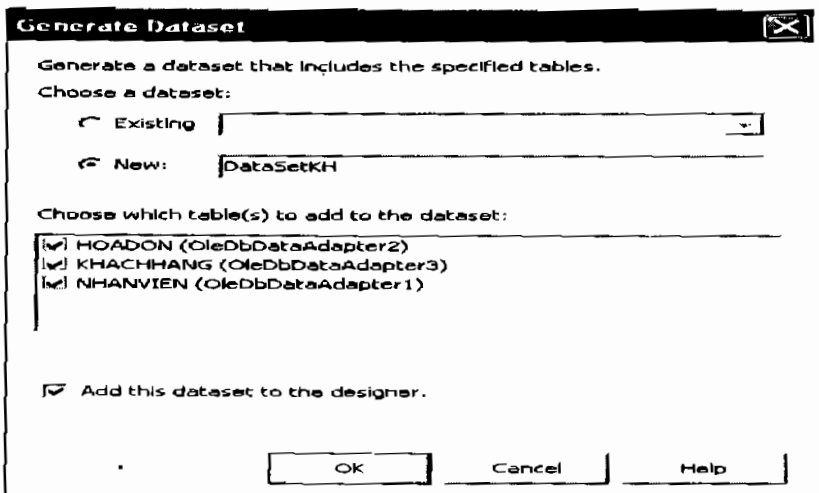 Generate Dataset
Generate a dataset that includes the specified tables.
Choose a dataset:
Existing
New:
DataSetKH
Choose which table(s) to add to the dataset:
HOADON (OleDbDataAdapter2)
KHACHHANG (OleDbDataAdapter3)
NHANVIEN (OleDbDataAdapter1)
Add this dataset to the designer.
OK
Cancel
Help